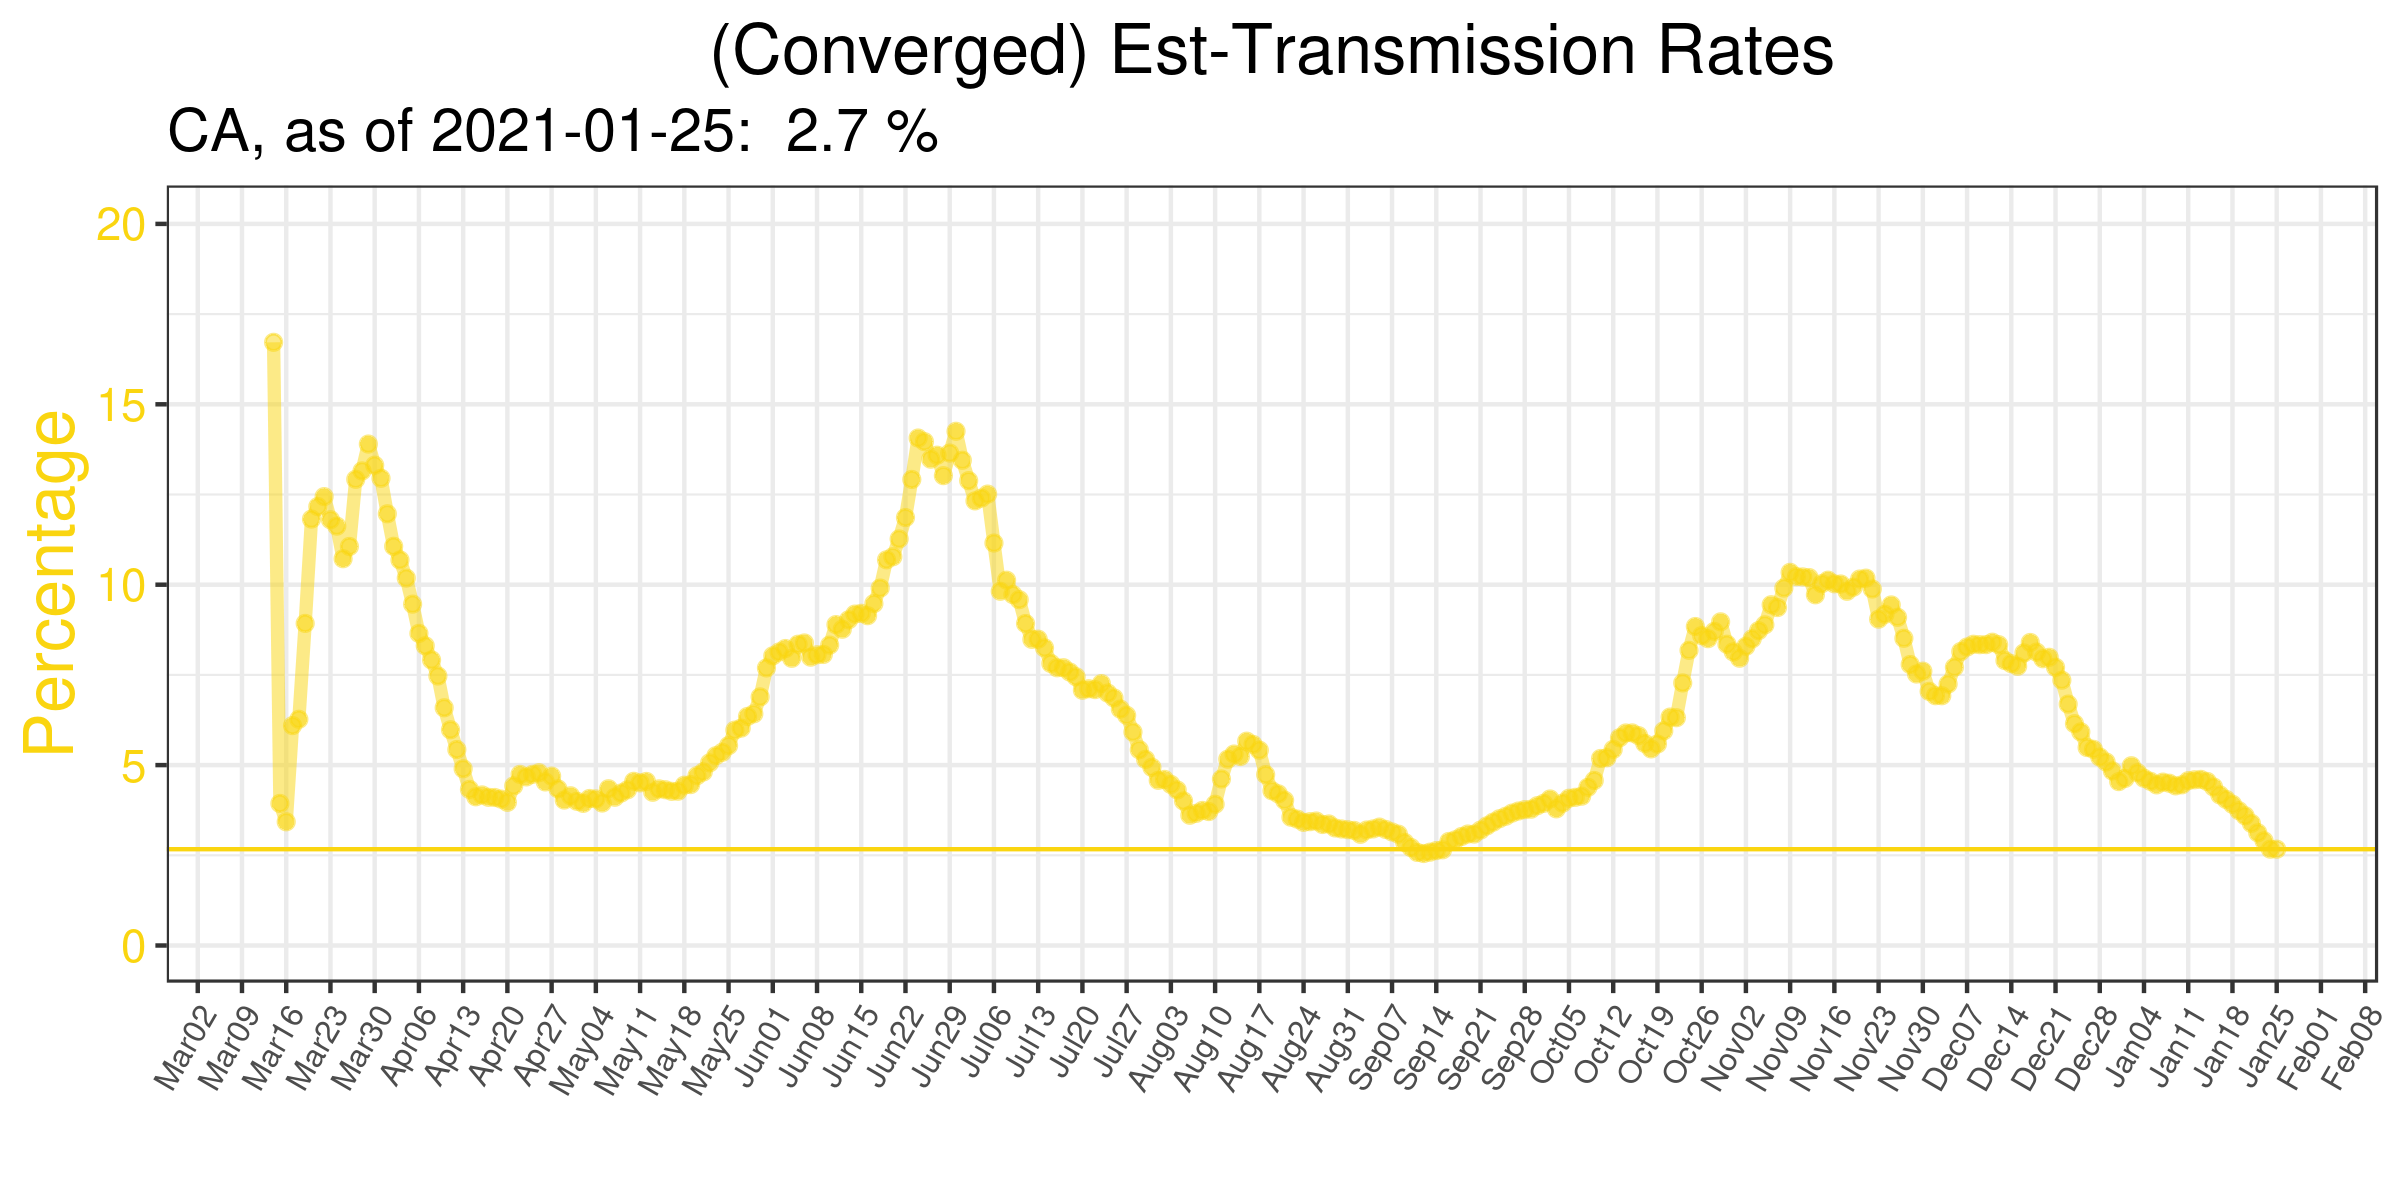 (Converged) Est-Transmission Rates
CA, as of 2021-01-25:  2.7 %
Percentage
20
15
10
5
0
Mar02
Mar09
Mar16
Mar23
Mar30
Apr06
Apr13
Apr20
Apr27
May04
May11
May18
May25
Jun01
Jun08
Jun15
Jun22
Jun29
Jul06
Jul13
Jul20
Jul27
Aug03
Aug10
Aug17
Aug24
Aug31
Sep07
Sep14
Sep21
Sep28
Oct05
Oct12
Oct19
Oct26
Nov02
Nov09
Nov16
Nov23
Nov30
Dec07
Dec14
Dec21
Dec28
Jan04
Jan11
Jan18
Jan25
Feb01
Feb08